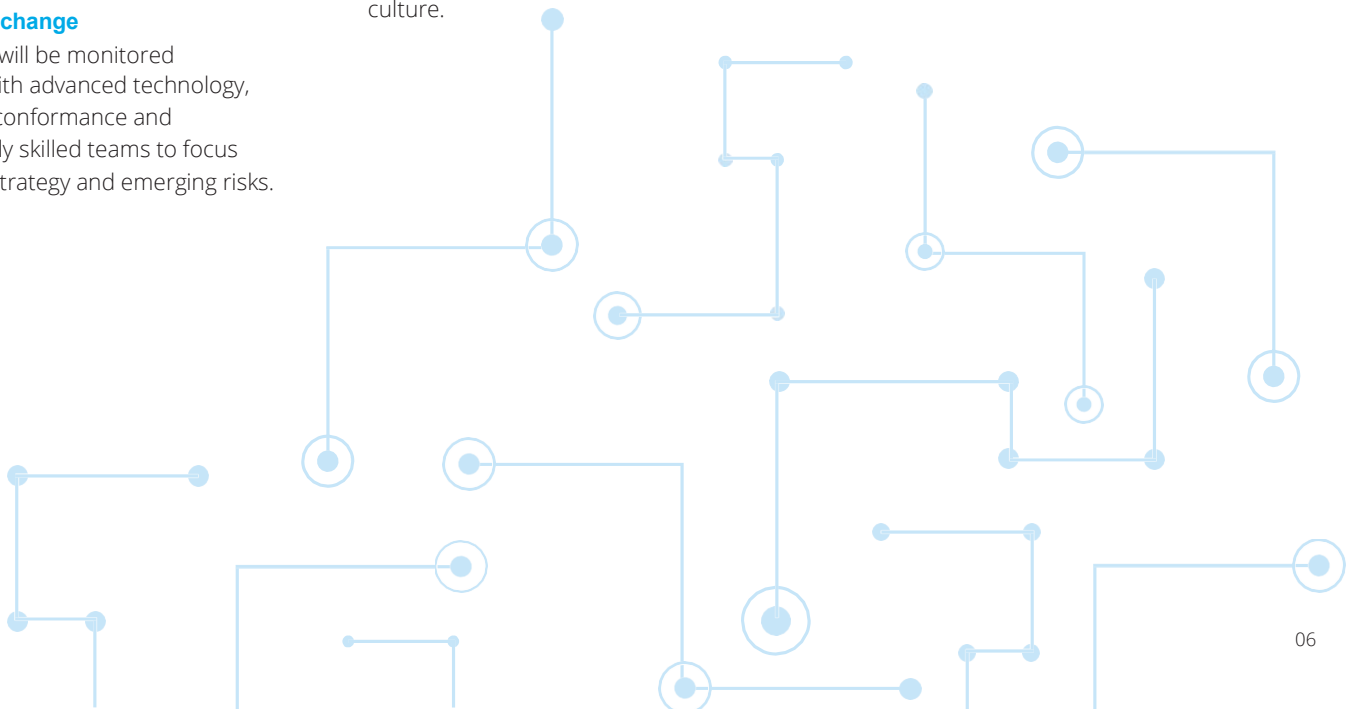 change
will be monitored
ith advanced technology,
conformance and
ly skilled teams to focus
trategy and emerging risks.
culture.
06